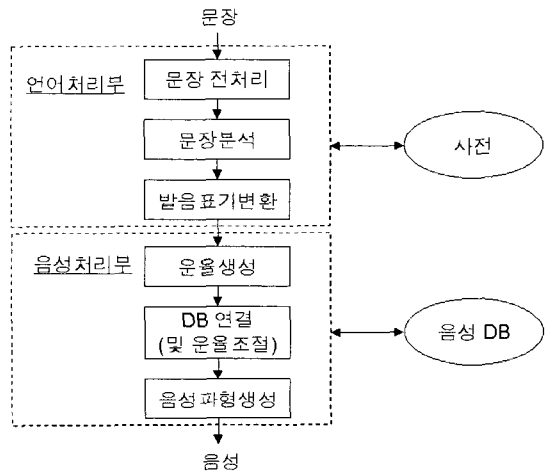 문장
언어처리부
문장 전처리
문장분석
사전
발음표기변환
음성처리부
운율생성
DB 연결
(및 운율조절)
음성 DB
음성파형생성
음성